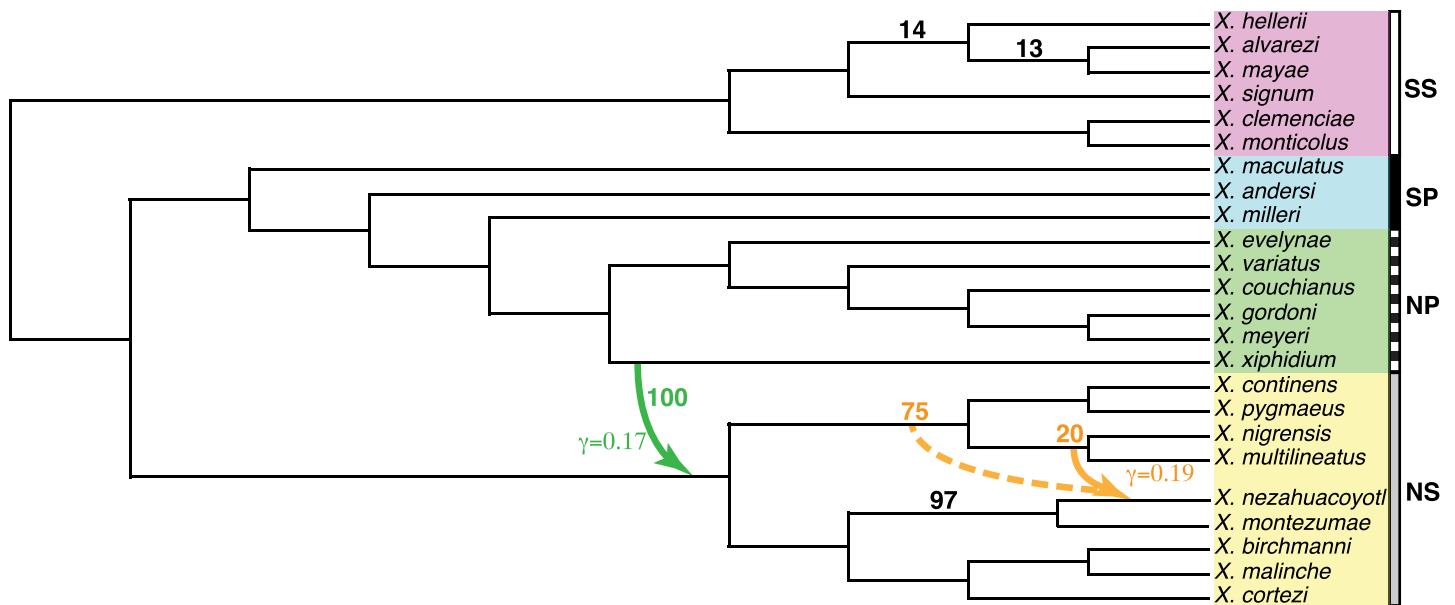 14
X. hellerii
13
X. alvarezi
X. mayae
SS
X. signum
X. clemenciae
X. monticolus
X. maculatus
X. andersi
SP
X. milleri
X. evelynae
X. variatus
X. couchianus
NP
X. gordoni
X. meyeri
X. xiphidium
100
X. continens
75
X. pygmaeus
γ=0.17
20
X. nigrensis
X. multilineatus
γ=0.19
NS
97
X. nezahuacoyotl
X. montezumae
X. birchmanni
X. malinche
X. cortezi